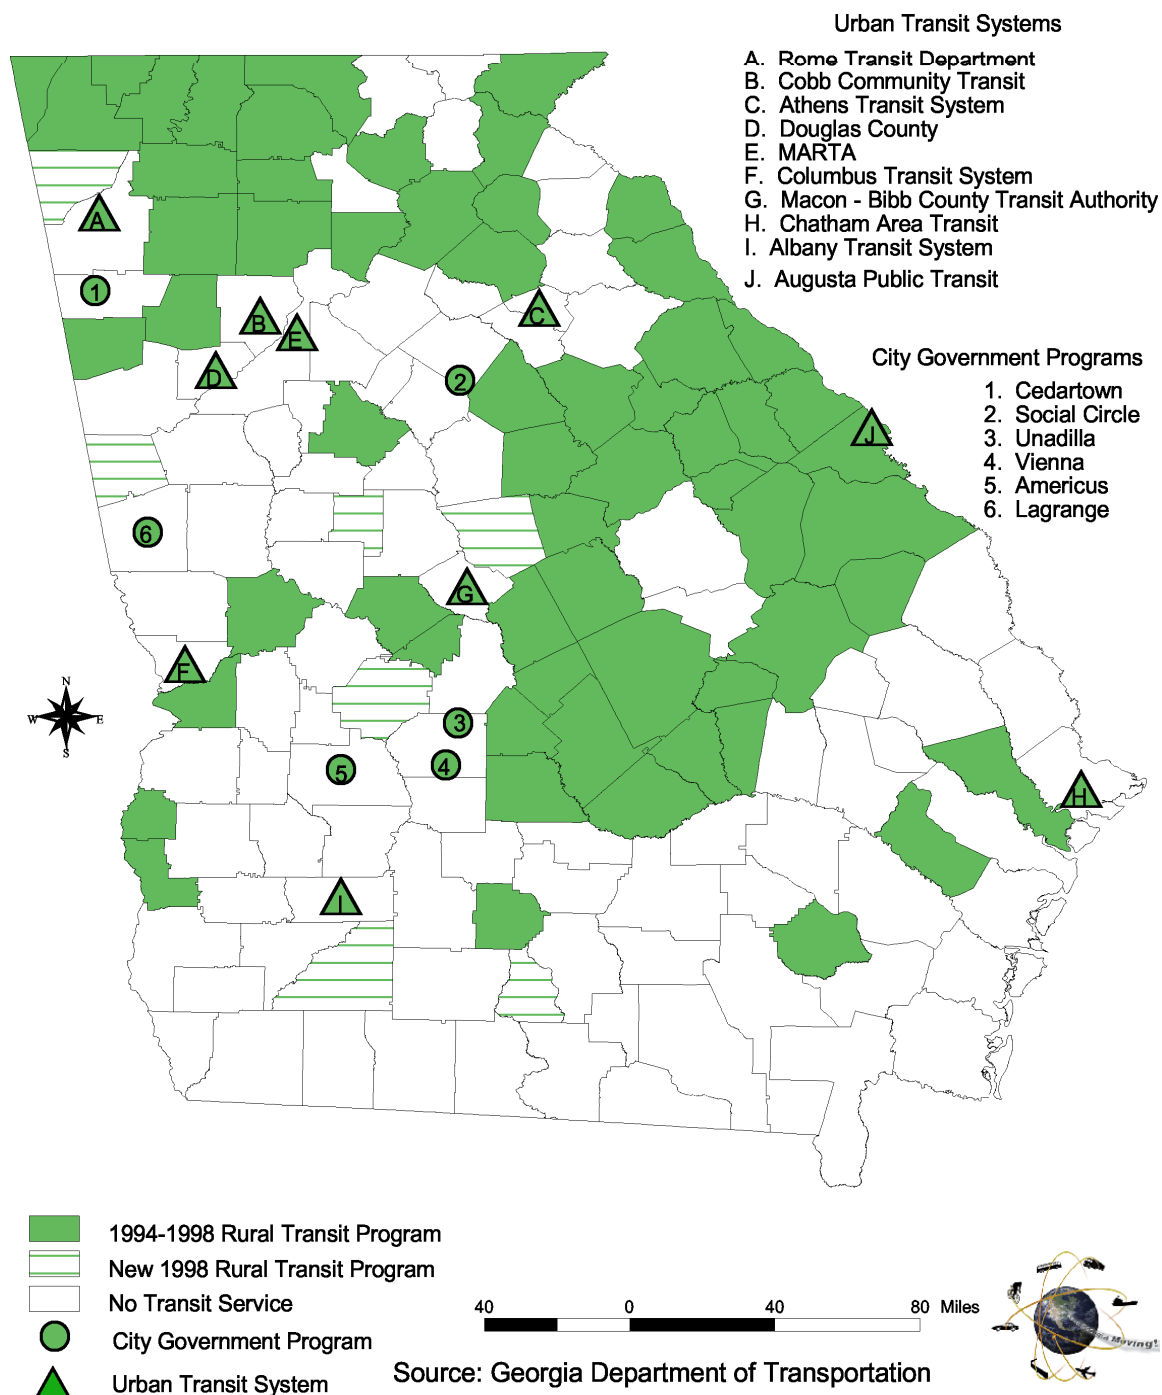 Urban Transit Systems
A. Rome Transit Department
B. Cobb Community Transit
C. Athens Transit System
D. Douglas County
E. MARTA
F. Columbus Transit System
G. Macon - Bibb County Transit Authority
H. Chatham Area Transit
I. Albany Transit System
J. Augusta Public Transit
City Government Programs
1. Cedartown
2. Social Circle
3. Unadilla
4. Vienna
5. Americus
6. Lagrange
A
1
B
E
C
D
2
J
6
G
F
N
W E
S
3
4
5
H
I
1994-1998 Rural Transit Program
New 1998 Rural Transit Program
No Transit Service
City Government Program
Urban Transit System
40 0 40 80 Miles
Source: Georgia Department of Transportation
Moving!